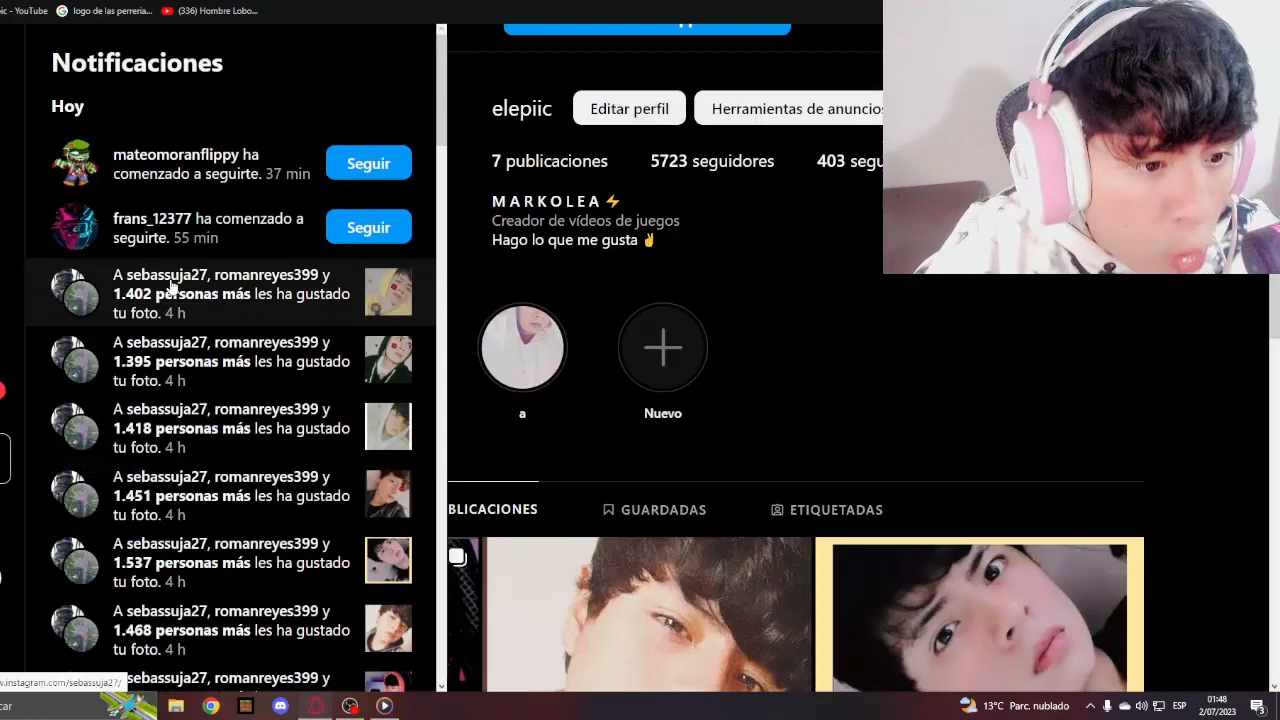 pic - YouTube
logo de las perreria...
(336) Hombre Lobo...
Notificaciones
Hoy
mateomoranflippy ha
comenzado a seguirte. 37 min
Seguir
frans_12377 ha comenzado a
seguirte. 55 min
Seguir
A sebassuja27, romanreyes399 y
1.402 personas más les ha gustado
tu foto. 4 h
A sebassuja27, romanreyes399 y
1.395 personas más les ha gustado
tu foto. 4 h
A sebassuja27, romanreyes399 y
1.418 personas más les ha gustado
tu foto. 4 h
A sebassuja27, romanreyes399 y
1.451 personas más les ha gustado
tu foto. 4 h
A sebassuja27, romanreyes399 y
1.537 personas más les ha gustado
tu foto. 4 h
A sebassuja27, romanreyes399 y
1.468 personas más les ha gustado
tu foto. 4 h
A sebassuja27, romanreyes399 y
elepiic
Editar perfil
Herramientas de anuncios
7 publicaciones
5723 seguidores
403 segu
MARKOLEA ⚡
Creador de vídeos de juegos
Hago lo que me gusta ✌
a
Nuevo
BLICACIONES
GUARDADAS
ETIQUETADAS
w.instagram.com/sebassuja27/
car
13°C Parc. nublado
ESP
01:48
2/07/2023
3